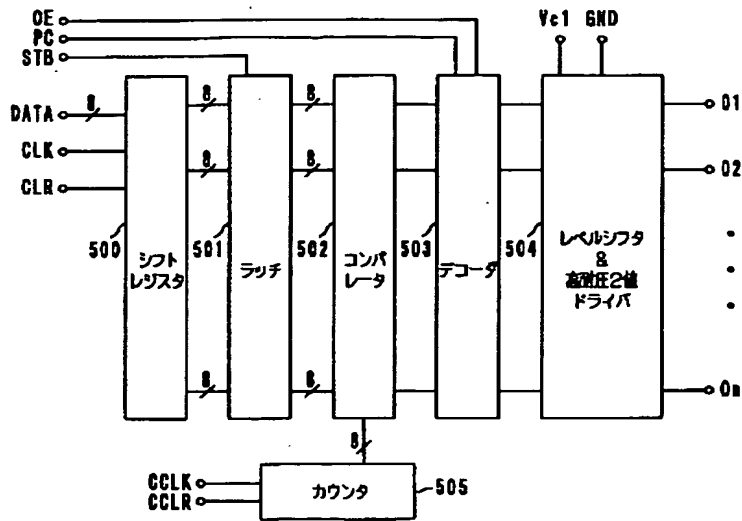 OE
PC
STB
Vc1 GND
DATA 8
CLK
CLR
8 8
8 8
8 8
O1
O2
On
500
シフト
レジスタ
501
ラッチ
502
コンパ
レータ
503
デコーダ
504
レベルシフタ
&
高耐圧2値
ドライバ
8
CCLK
CCLR
カウンタ
505